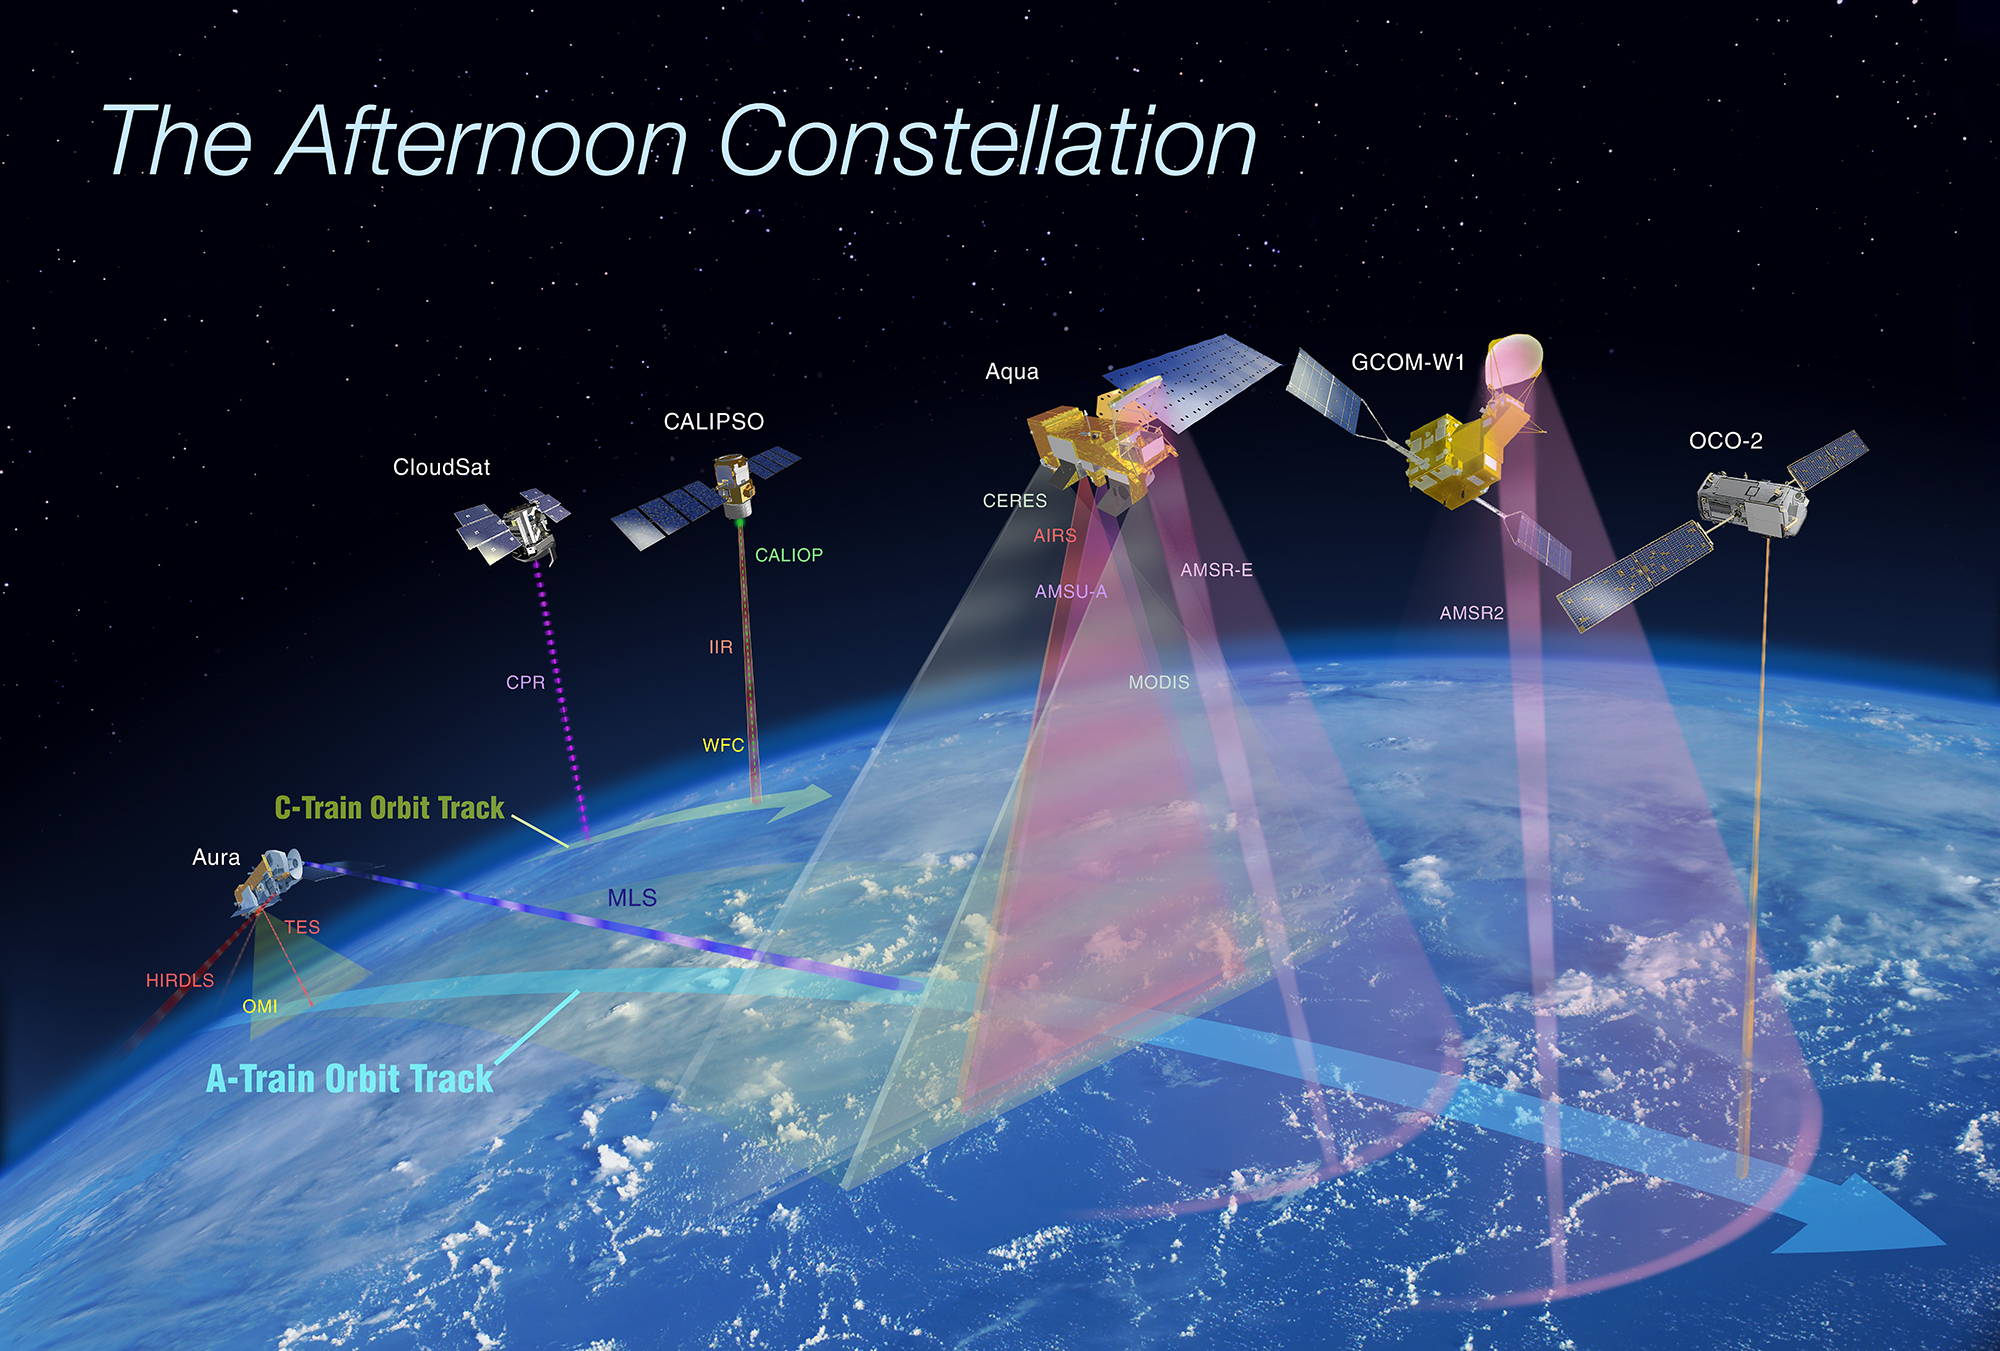 The Afternoon Constellation
Aqua
GCOM-W1
CALIPSO
OCO-2
CloudSat
CERES
AIRS
CALIOP
AMSR-E
AMSU-A
AMSR2
IIR
CPR
MODIS
WFC
C-Train Orbit Track
Aura
MLS
TES
HIRDLS
OMI
A-Train Orbit Track